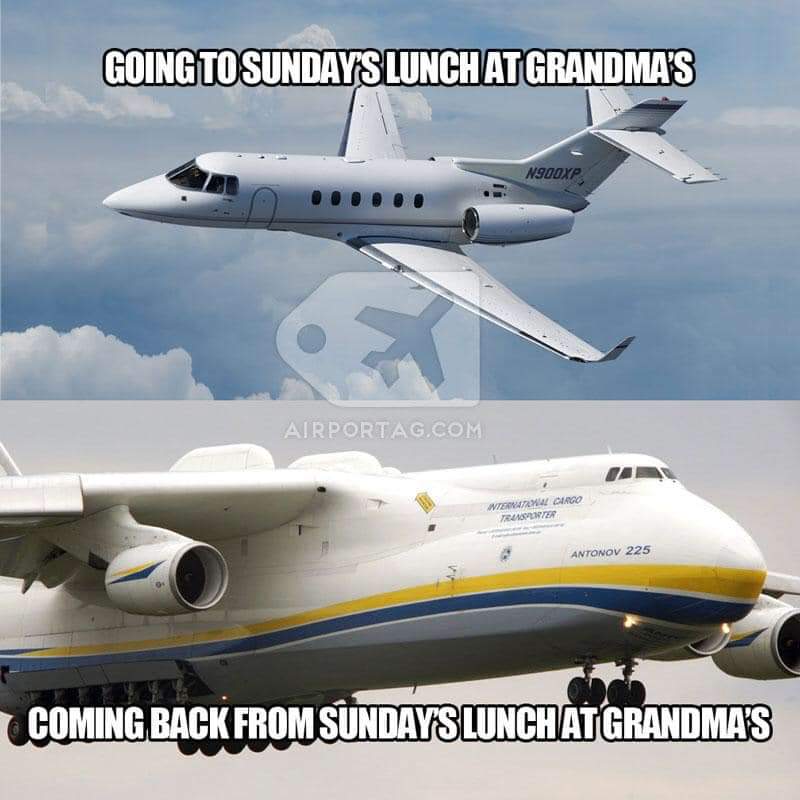 GOING TO SUNDAY'S LUNCH AT GRANDMA'S
N900XP
AIRPORTAG.COM
INTERNATIONAL CARGO
TRANSPORTER
ANTONOV 225
COMING BACK FROM SUNDAY'S LUNCH AT GRANDMA'S